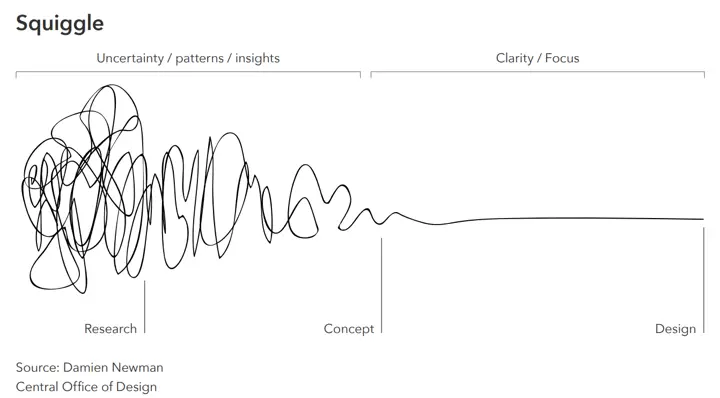 Squiggle
Uncertainty / patterns / insights
Clarity / Focus
Research
Concept
Design
Source: Damien Newman
Central Office of Design